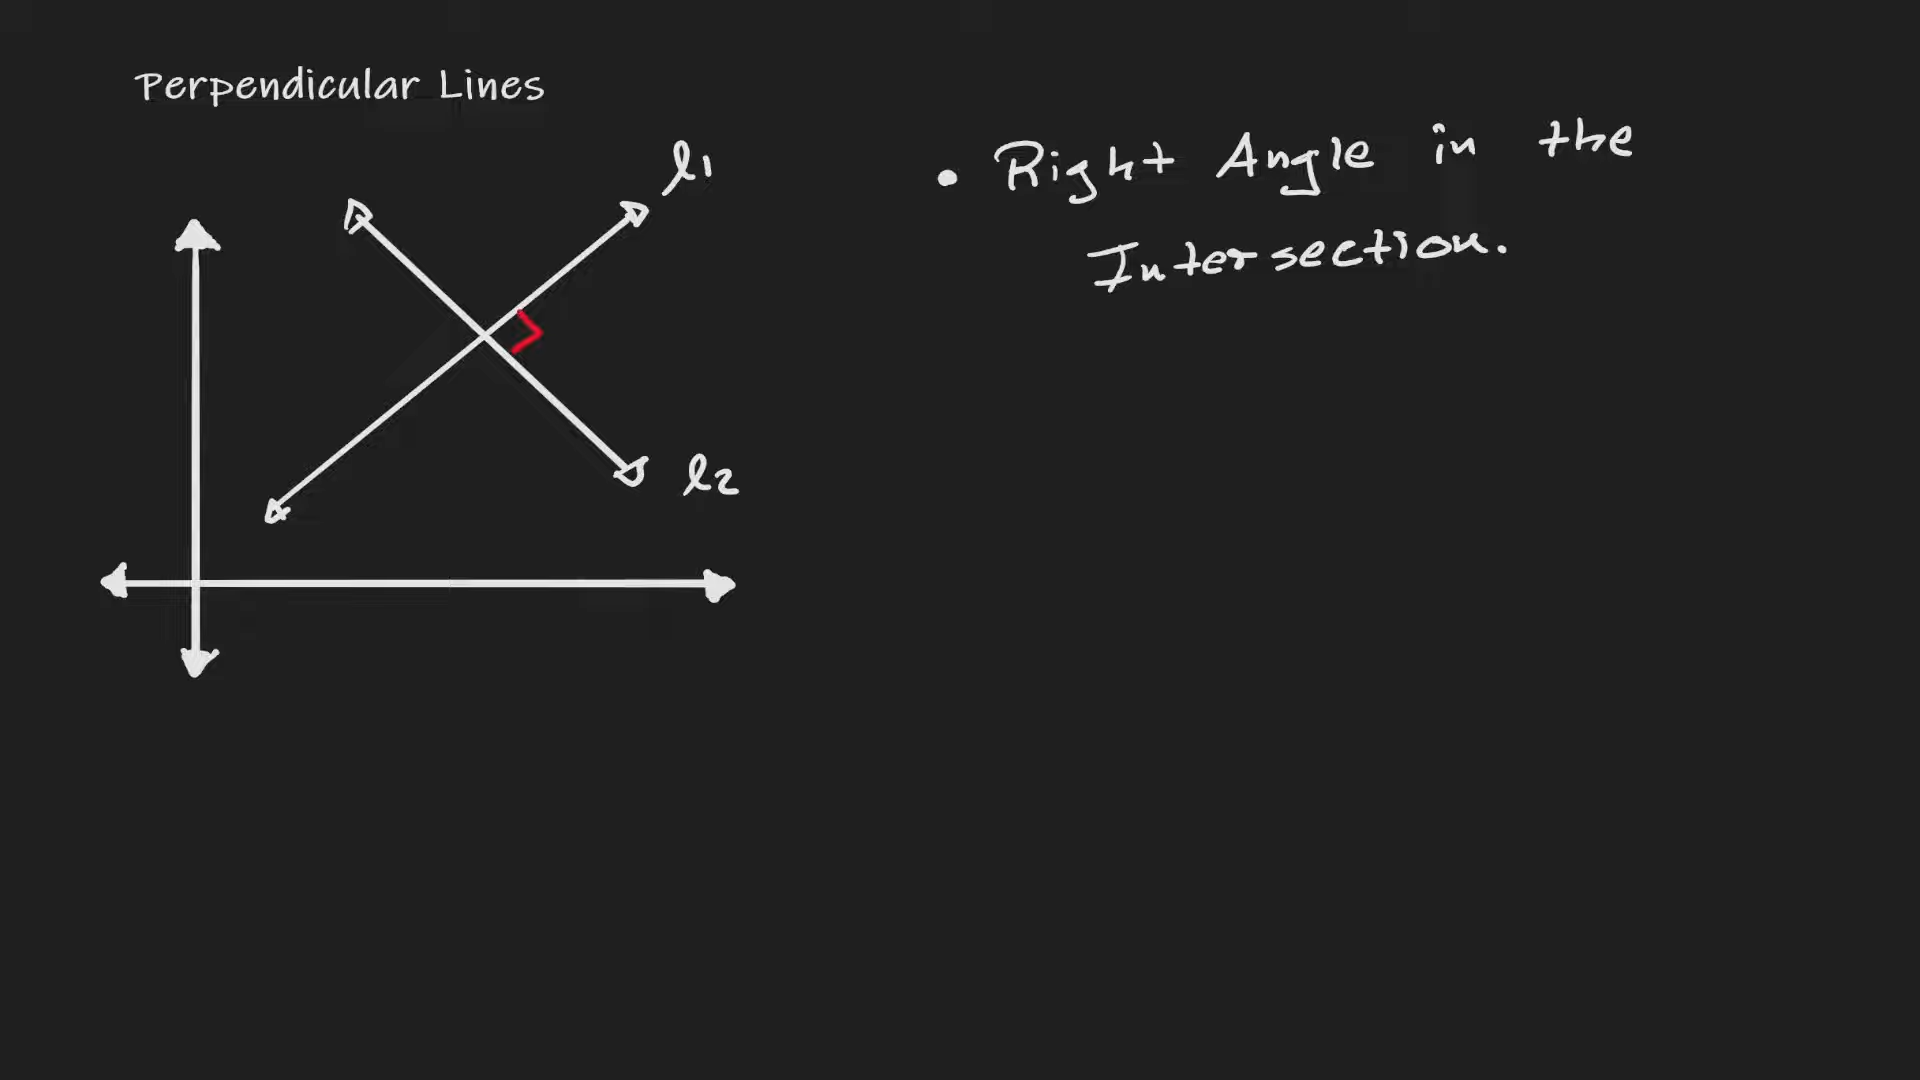 Perpendicular Lines
l1
• Right Angle in the
Intersection.
l2